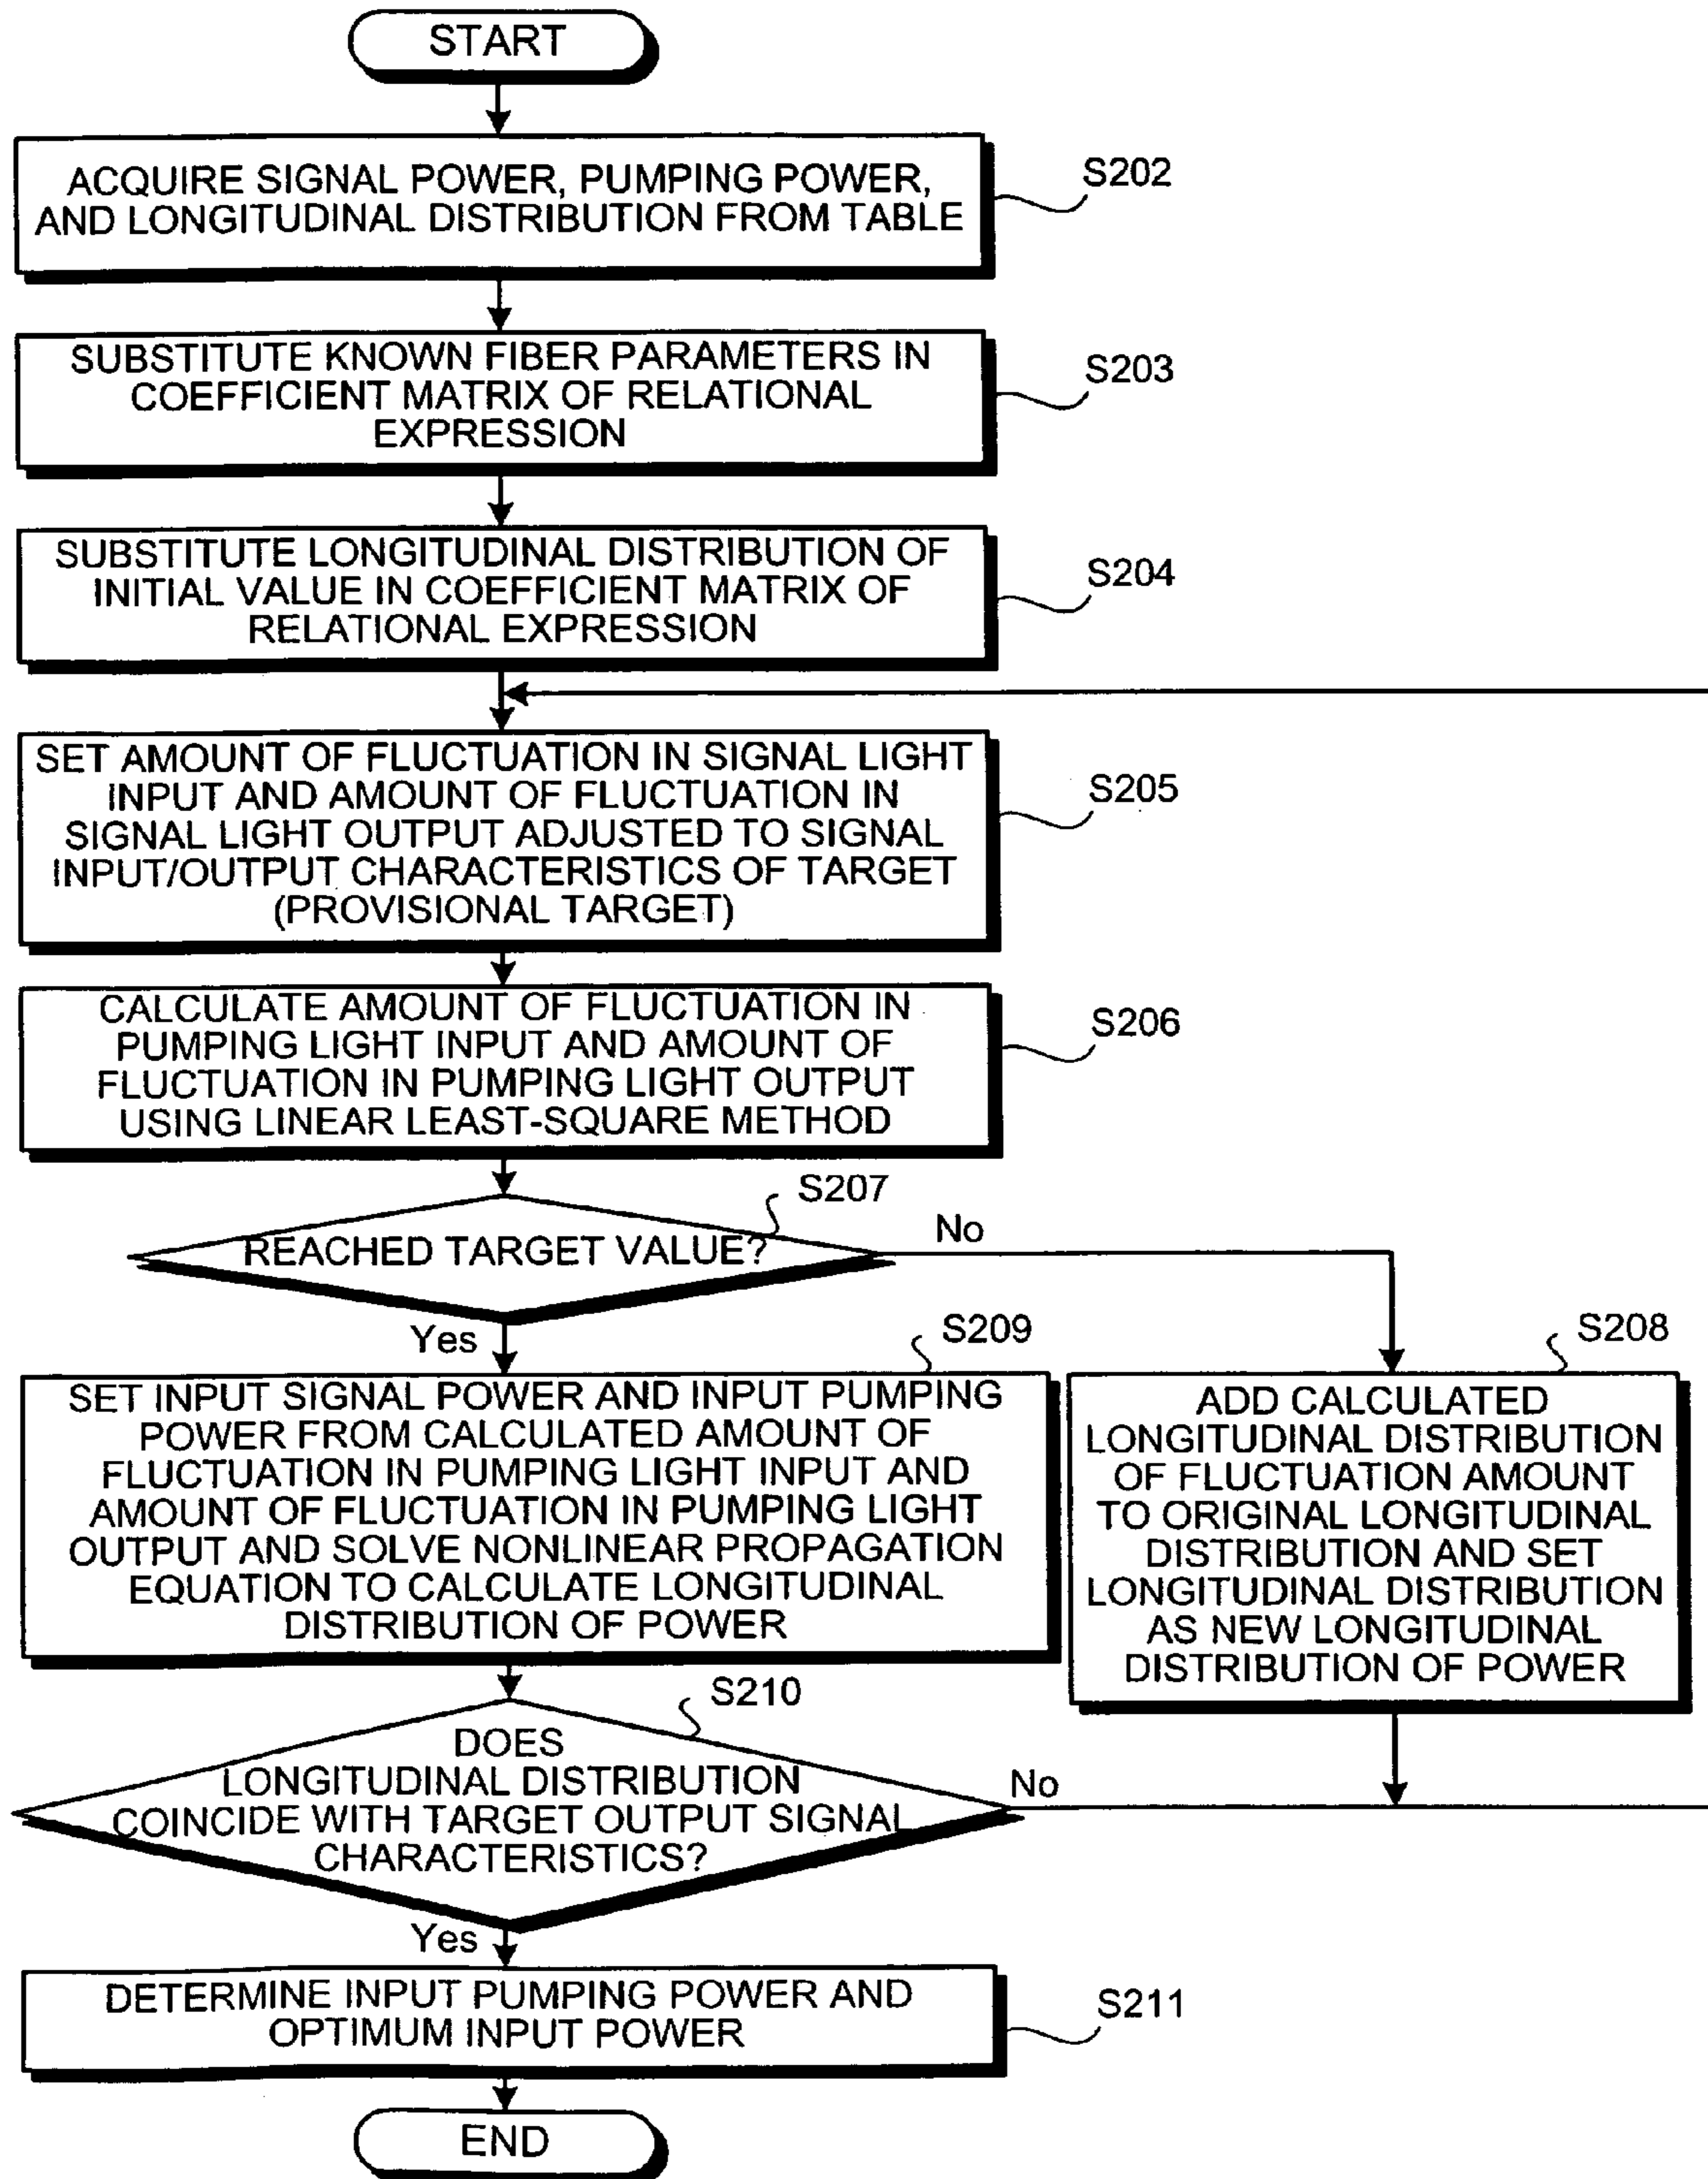 START
ACQUIRE SIGNAL POWER, PUMPING POWER,
AND LONGITUDINAL DISTRIBUTION FROM TABLE
S202
SUBSTITUTE KNOWN FIBER PARAMETERS IN
COEFFICIENT MATRIX OF RELATIONAL
EXPRESSION
S203
SUBSTITUTE LONGITUDINAL DISTRIBUTION OF
INITIAL VALUE IN COEFFICIENT MATRIX OF
RELATIONAL EXPRESSION
S204
SET AMOUNT OF FLUCTUATION IN SIGNAL LIGHT
INPUT AND AMOUNT OF FLUCTUATION IN
SIGNAL LIGHT OUTPUT ADJUSTED TO SIGNAL
INPUT/OUTPUT CHARACTERISTICS OF TARGET
(PROVISIONAL TARGET)
S205
CALCULATE AMOUNT OF FLUCTUATION IN
PUMPING LIGHT INPUT AND AMOUNT OF
FLUCTUATION IN PUMPING LIGHT OUTPUT
USING LINEAR LEAST-SQUARE METHOD
S206
S207
REACHED TARGET VALUE?
No
Yes
S209
SET INPUT SIGNAL POWER AND INPUT PUMPING
POWER FROM CALCULATED AMOUNT OF
FLUCTUATION IN PUMPING LIGHT INPUT AND
AMOUNT OF FLUCTUATION IN PUMPING LIGHT
OUTPUT AND SOLVE NONLINEAR PROPAGATION
EQUATION TO CALCULATE LONGITUDINAL
DISTRIBUTION OF POWER
S208
ADD CALCULATED
LONGITUDINAL DISTRIBUTION
OF FLUCTUATION AMOUNT
TO ORIGINAL LONGITUDINAL
DISTRIBUTION AND SET
LONGITUDINAL DISTRIBUTION
AS NEW LONGITUDINAL
DISTRIBUTION OF POWER
S210
DOES
LONGITUDINAL DISTRIBUTION
COINCIDE WITH TARGET OUTPUT SIGNAL
CHARACTERISTICS?
No
Yes
DETERMINE INPUT PUMPING POWER AND
OPTIMUM INPUT POWER
S211
END